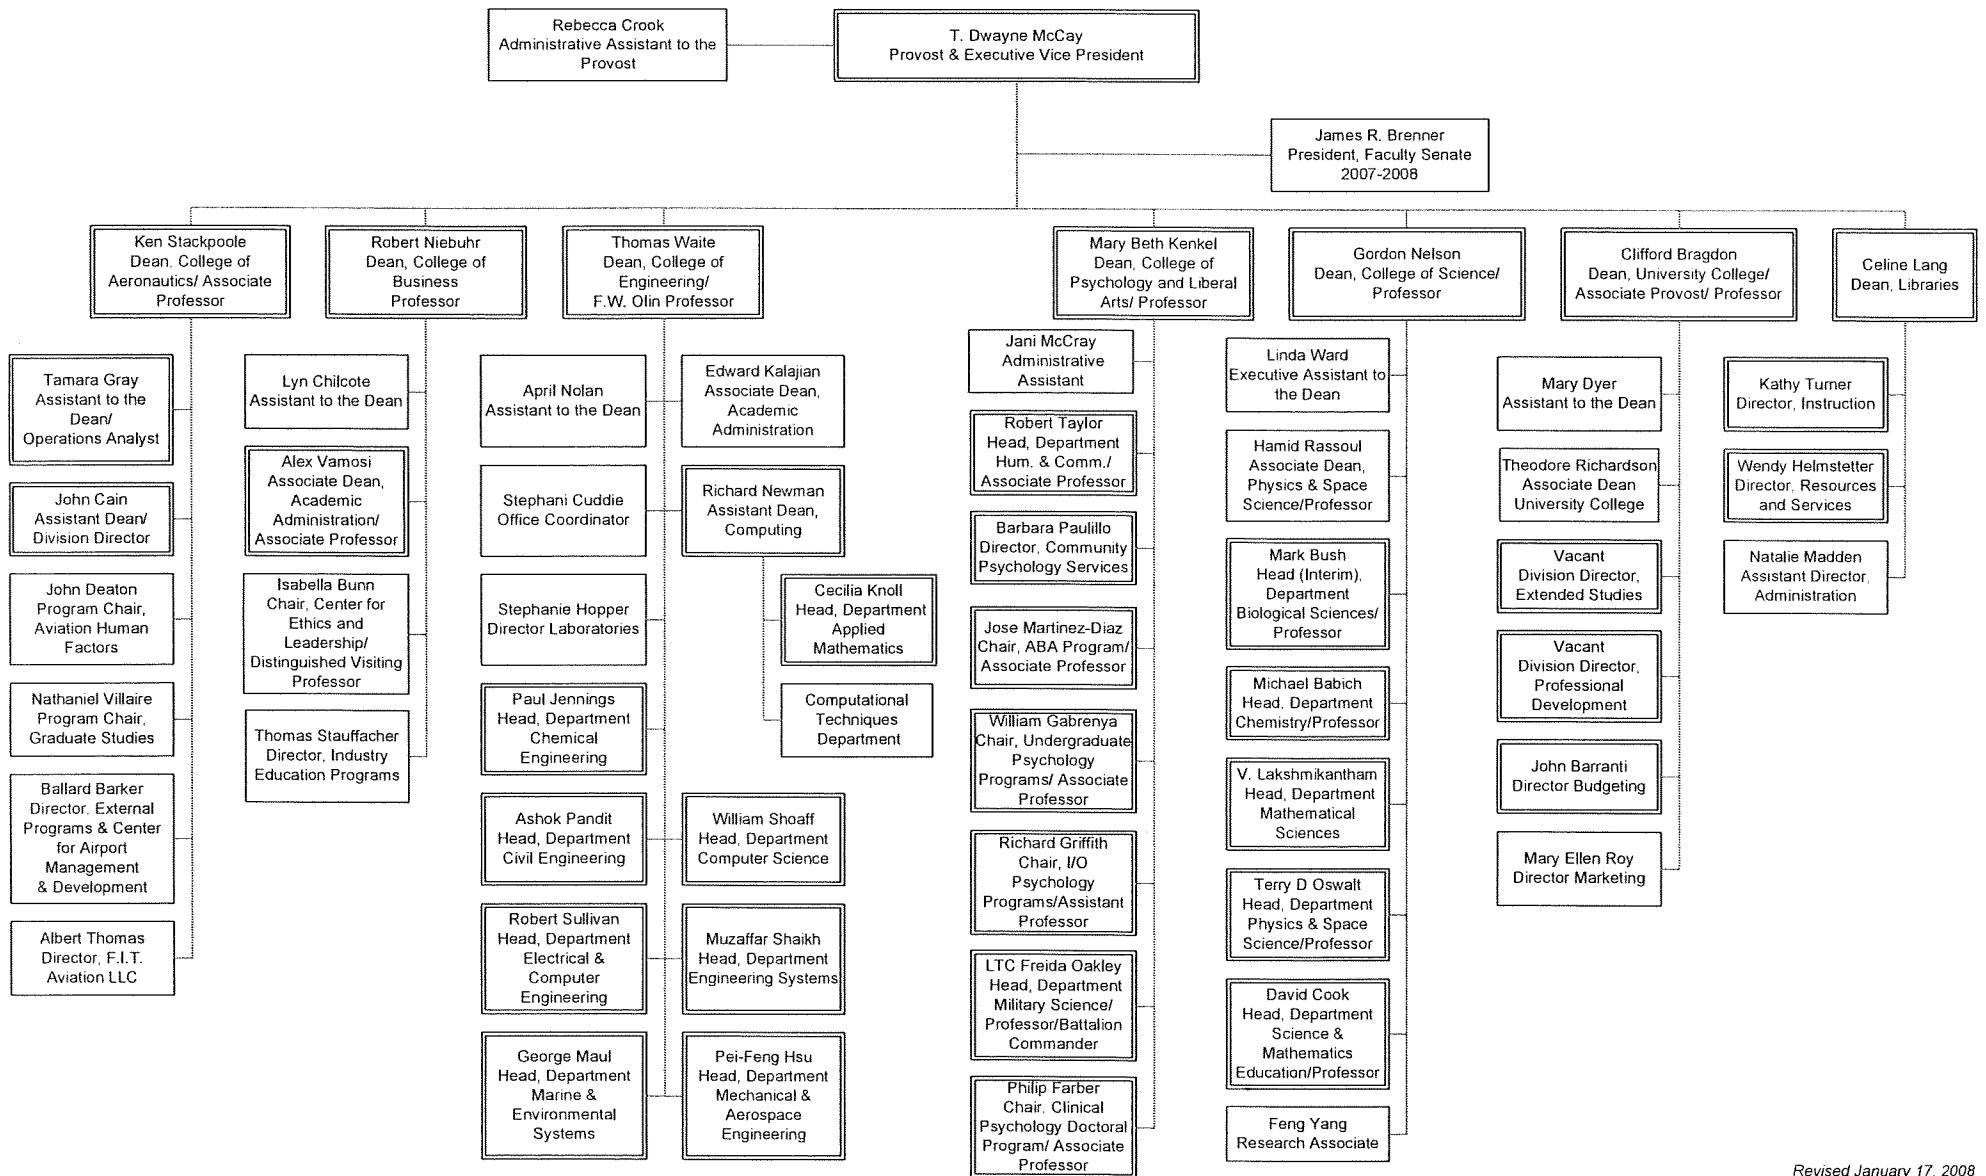 Rebecca Crook
Administrative Assistant to the
Provost
T. Dwayne McCay
Provost & Executive Vice President
James R. Brenner
President, Faculty Senate
2007-2008
Ken Stackpoole
Dean, College of
Aeronautics/ Associate
Professor
Robert Niebuhr
Dean, College of
Business
Professor
Thomas Waite
Dean, College of
Engineering/
F.W. Olin Professor
Mary Beth Kenkel
Dean, College of
Psychology and Liberal
Arts/ Professor
Gordon Nelson
Dean, College of Science/
Professor
Clifford Bragdon
Dean, University College/
Associate Provost/ Professor
Celine Lang
Dean, Libraries
Tamara Gray
Assistant to the
Dean/
Operations Analyst
John Cain
Assistant Dean/
Division Director
John Deaton
Program Chair,
Aviation Human
Factors
Nathaniel Villaire
Program Chair,
Graduate Studies
Ballard Barker
Director, External
Programs & Center
for Airport
Management
& Development
Albert Thomas
Director, F.I.T.
Aviation LLC
Lyn Chilcote
Assistant to the Dean
Alex Vamosi
Associate Dean,
Academic
Administration/
Associate Professor
Isabella Bunn
Chair, Center for
Ethics and
Leadership/
Distinguished Visiting
Professor
Thomas Stauffacher
Director, Industry
Education Programs
April Nolan
Assistant to the Dean
Edward Kalajian
Associate Dean,
Academic
Administration
Stephani Cuddie
Office Coordinator
Richard Newman
Assistant Dean,
Computing
Stephanie Hopper
Director Laboratories
Cecilia Knoll
Head, Department
Applied
Mathematics
Paul Jennings
Head, Department
Chemical
Engineering
Computational
Techniques
Department
Ashok Pandit
Head, Department
Civil Engineering
William Shoaff
Head, Department
Computer Science
Robert Sullivan
Head, Department
Electrical &
Computer
Engineering
Muzaffar Shaikh
Head, Department
Engineering Systems
George Maul
Head, Department
Marine &
Environmental
Systems
Pei-Feng Hsu
Head, Department
Mechanical &
Aerospace
Engineering
Jani McCray
Administrative
Assistant
Robert Taylor
Head, Department
Hum. & Comm./
Associate Professor
Barbara Paulillo
Director, Community
Psychology Services
Jose Martinez-Diaz
Chair, ABA Program/
Associate Professor
William Gabrenya
Chair, Undergraduate
Psychology
Programs/ Associate
Professor
Richard Griffith
Chair, I/O
Psychology
Programs/Assistant
Professor
LTC Freida Oakley
Head, Department
Military Science/
Professor/Battalion
Commander
Philip Farber
Chair, Clinical
Psychology Doctoral
Program/ Associate
Professor
Linda Ward
Executive Assistant to
the Dean
Hamid Rassoul
Associate Dean,
Physics & Space
Science/Professor
Mark Bush
Head (Interim),
Department
Biological Sciences/
Professor
Michael Babich
Head, Department
Chemistry/Professor
V. Lakshmikantham
Head, Department
Mathematical
Sciences
Terry D Oswalt
Head, Department
Physics & Space
Science/Professor
David Cook
Head, Department
Science &
Mathematics
Education/Professor
Feng Yang
Research Associate
Mary Dyer
Assistant to the Dean
Theodore Richardson
Associate Dean
University College
Vacant
Division Director,
Extended Studies
Vacant
Division Director,
Professional
Development
John Barranti
Director Budgeting
Mary Ellen Roy
Director Marketing
Kathy Turner
Director, Instruction
Wendy Helmstetter
Director, Resources
and Services
Natalie Madden
Assistant Director,
Administration
Revised January 17, 2008